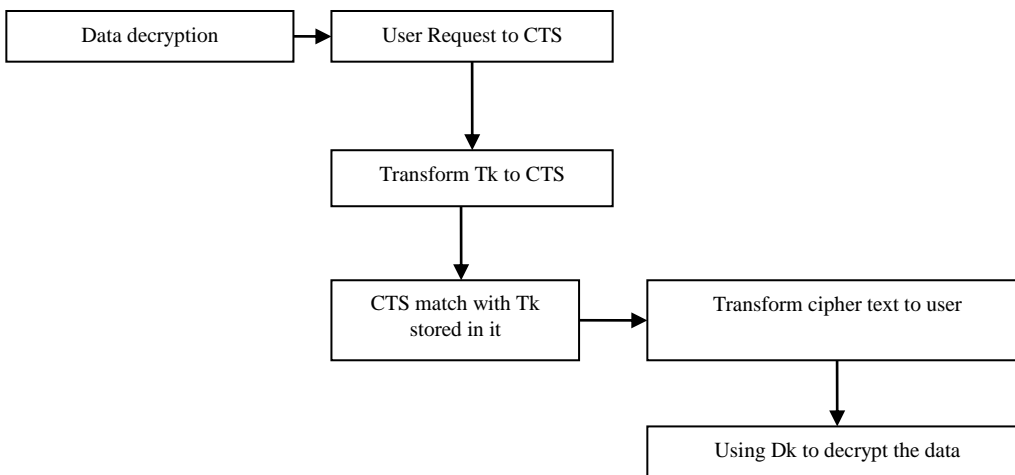 Data decryption
User Request to CTS
Transform Tk to CTS
CTS match with Tk
stored in it
Transform cipher text to user
Using Dk to decrypt the data